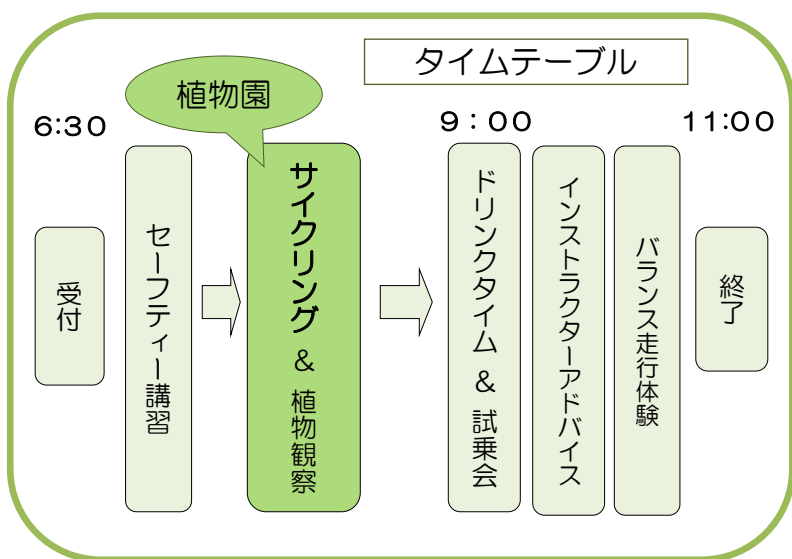 タイムテーブル
植物園
6:30
9:00
11:00
受付
セーフティー講習
サイクリング & 植物観察
ドリンクタイム & 試乗会
インストラクターアドバイス
バランス走行体験
終了